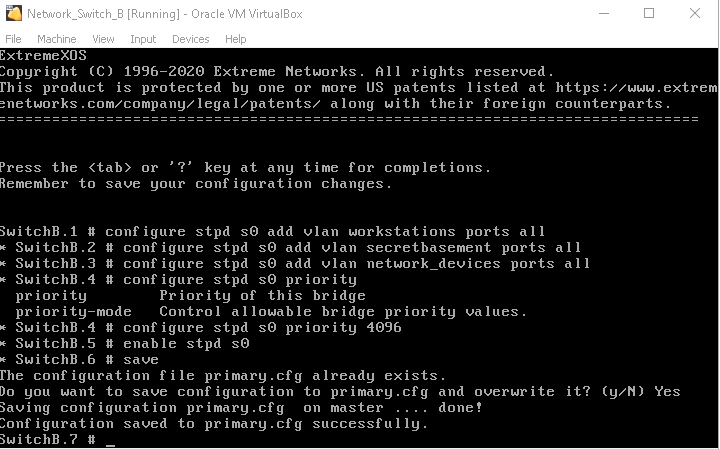 Network_Switch_B [Running] - Oracle VM VirtualBox
File Machine View Input Devices Help
ExtremeXOS
Copyright (C) 1996-2020 Extreme Networks. All rights reserved.
This product is protected by one or more US patents listed at https://www.extrem
enetworks.com/company/legal/patents/ along with their foreign counterparts.
================================================================================
Press the <tab> or '?' key at any time for completions.
Remember to save your configuration changes.
SwitchB.1 # configure stpd s0 add vlan workstations ports all
* SwitchB.2 # configure stpd s0 add vlan secretbasement ports all
* SwitchB.3 # configure stpd s0 add vlan network_devices ports all
* SwitchB.4 # configure stpd s0 priority
  priority        Priority of this bridge
  priority-mode   Control allowable bridge priority values.
* SwitchB.4 # configure stpd s0 priority 4096
* SwitchB.5 # enable stpd s0
* SwitchB.6 # save
The configuration file primary.cfg already exists.
Do you want to save configuration to primary.cfg and overwrite it? (y/N) Yes
Saving configuration primary.cfg  on master .... done!
Configuration saved to primary.cfg successfully.
SwitchB.7 # _